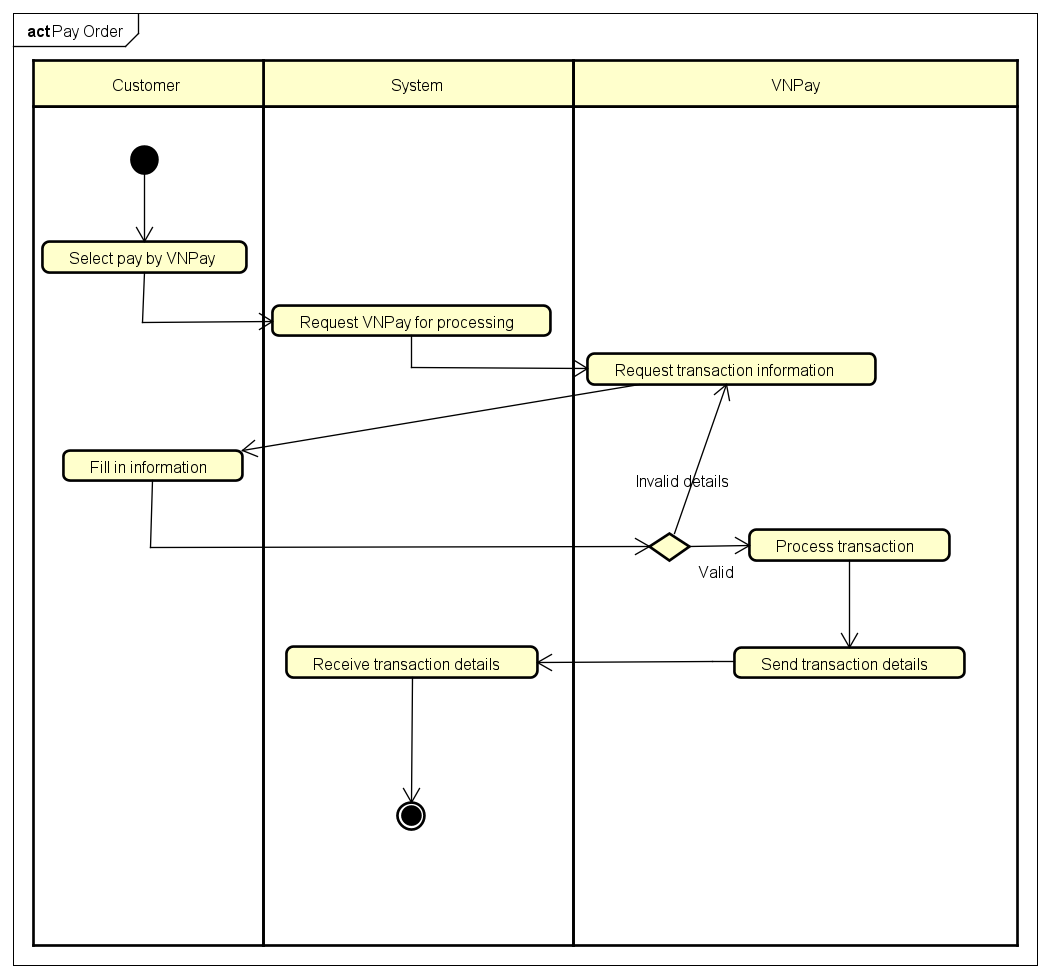 act Pay Order
Customer
System
VNPay
Select pay by VNPay
Request VNPay for processing
Request transaction information
Fill in information
Invalid details
Process transaction
Valid
Receive transaction details
Send transaction details